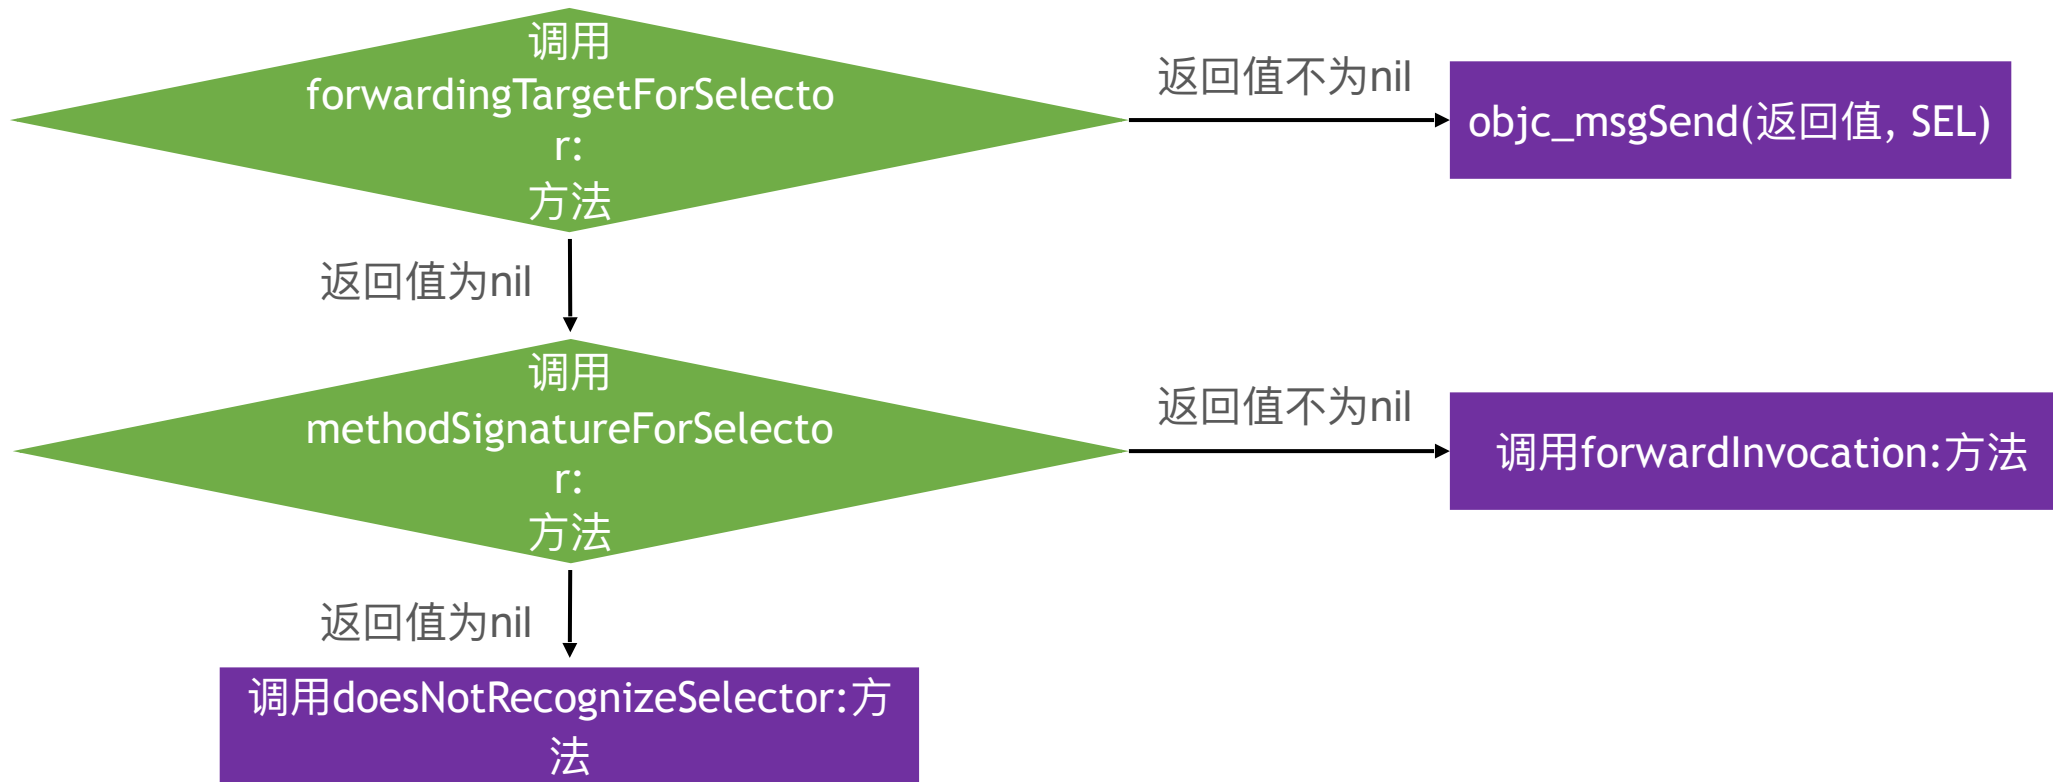 调用
forwardingTargetForSelecto
r:
方法
返回值不为nil
objc_msgSend(返回值, SEL)
返回值为nil
调用
methodSignatureForSelecto
r:
方法
返回值不为nil
调用forwardInvocation:方法
返回值为nil
调用doesNotRecognizeSelector:方
法